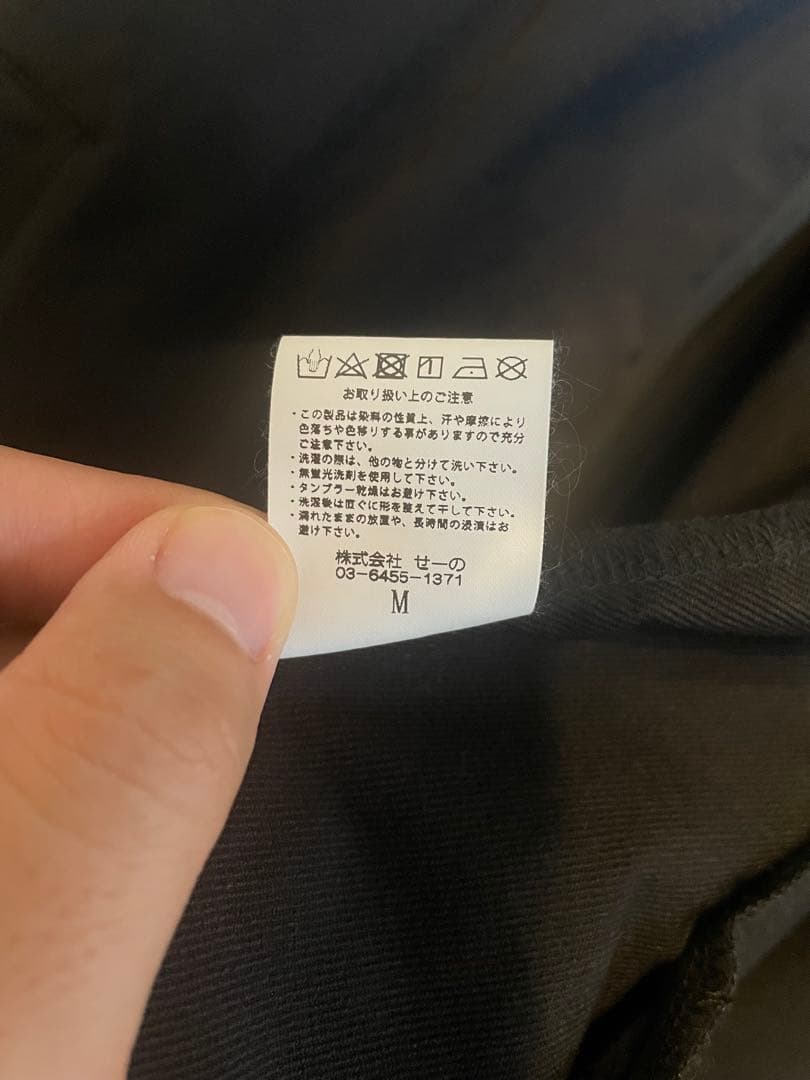 お取り扱い上のご注意
・この製品は染料の性質上、汗や摩擦により
色落ちや色移りする事がありますので充分
ご注意下さい。
・洗濯の際は、他の物と分けて洗い下さい。
・無蛍光洗剤を使用して下さい。
・タンブラー乾燥はお避け下さい。
・洗濯後は直ぐに形を整えて干して下さい。
・濡れたままの放置や、長時間の浸漬はお
避け下さい。
株式会社 せーの
03-6455-1371
M